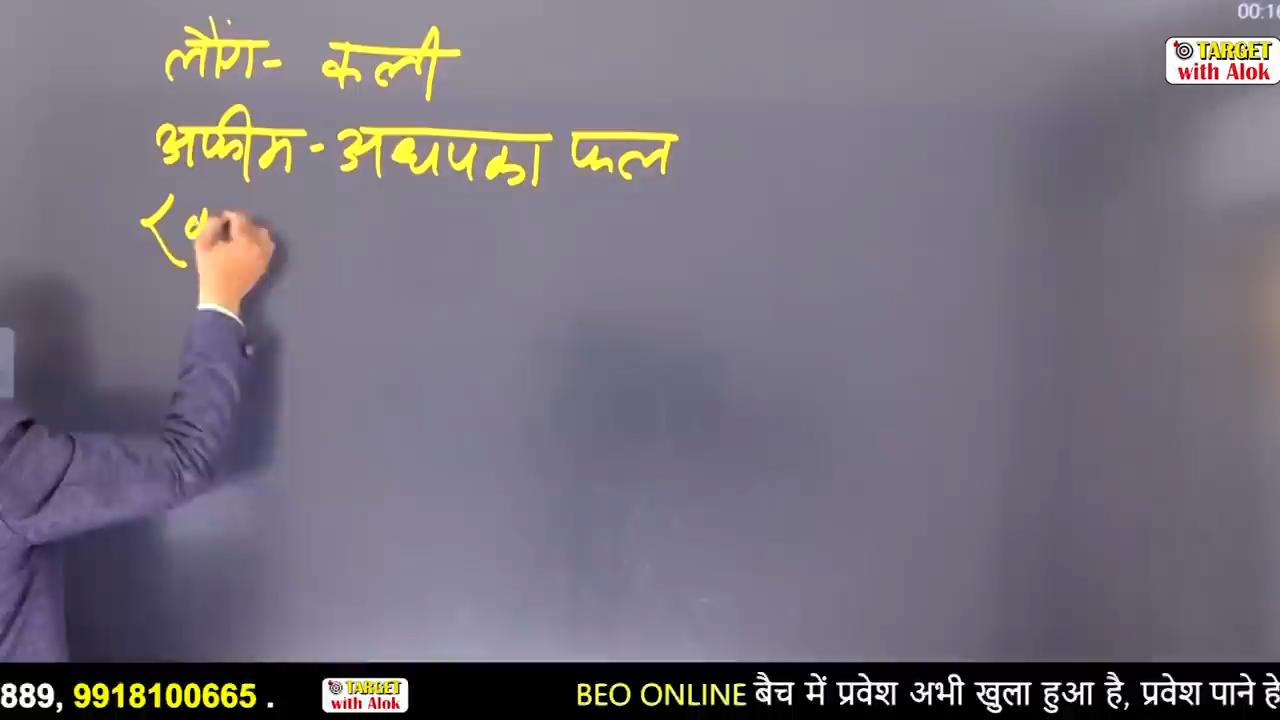 00:16
TARGET
with Alok
लौंग- कली
अफीम - अधपका फल
889, 9918100665 .
TARGET
with Alok
BEO ONLINE बैच में प्रवेश अभी खुला हुआ है, प्रवेश पाने हे